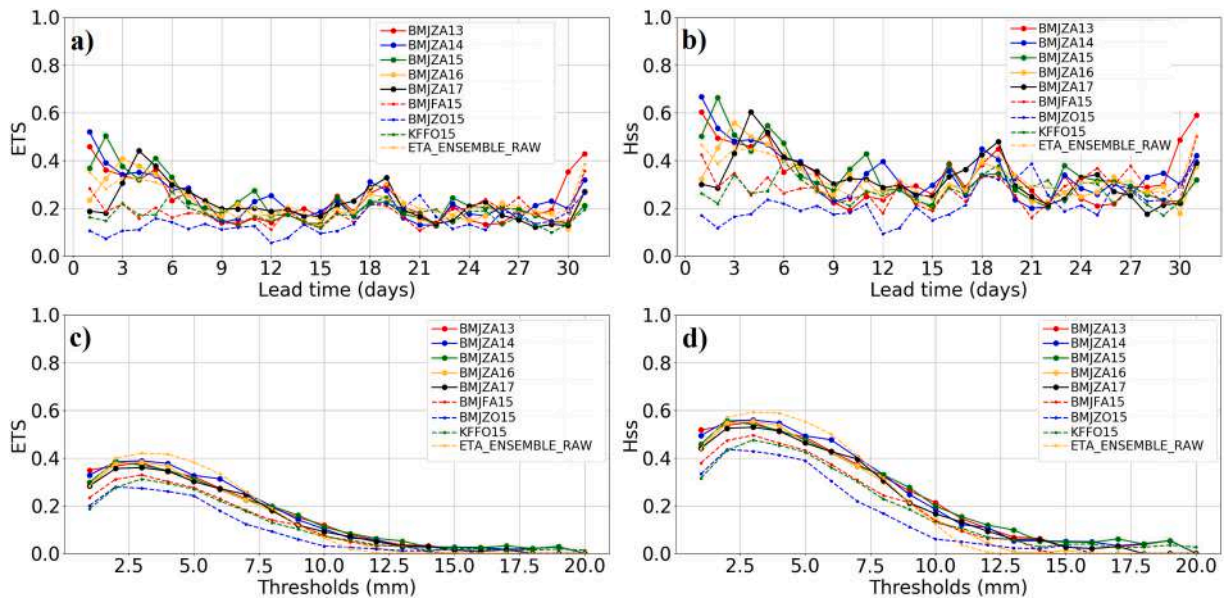 a)
ETS
1.0
0.8
0.6
0.4
0.2
0.0
BMJZA13
BMJZA14
BMJZA15
BMJZA16
BMJZA17
BMJFA15
BMJZO15
KFFO15
ETA_ENSEMBLE_RAW
0 3 6 9 12 15 18 21 24 27 30
Lead time (days)
b)
Hss
1.0
0.8
0.6
0.4
0.2
0.0
BMJZA13
BMJZA14
BMJZA15
BMJZA16
BMJZA17
BMJFA15
BMJZO15
KFFO15
ETA_ENSEMBLE_RAW
0 3 6 9 12 15 18 21 24 27 30
Lead time (days)
c)
ETS
1.0
0.8
0.6
0.4
0.2
0.0
BMJZA13
BMJZA14
BMJZA15
BMJZA16
BMJZA17
BMJFA15
BMJZO15
KFFO15
ETA_ENSEMBLE_RAW
2.5 5.0 7.5 10.0 12.5 15.0 17.5 20.0
Thresholds (mm)
d)
Hss
1.0
0.8
0.6
0.4
0.2
0.0
BMJZA13
BMJZA14
BMJZA15
BMJZA16
BMJZA17
BMJFA15
BMJZO15
KFFO15
ETA_ENSEMBLE_RAW
2.5 5.0 7.5 10.0 12.5 15.0 17.5 20.0
Thresholds (mm)